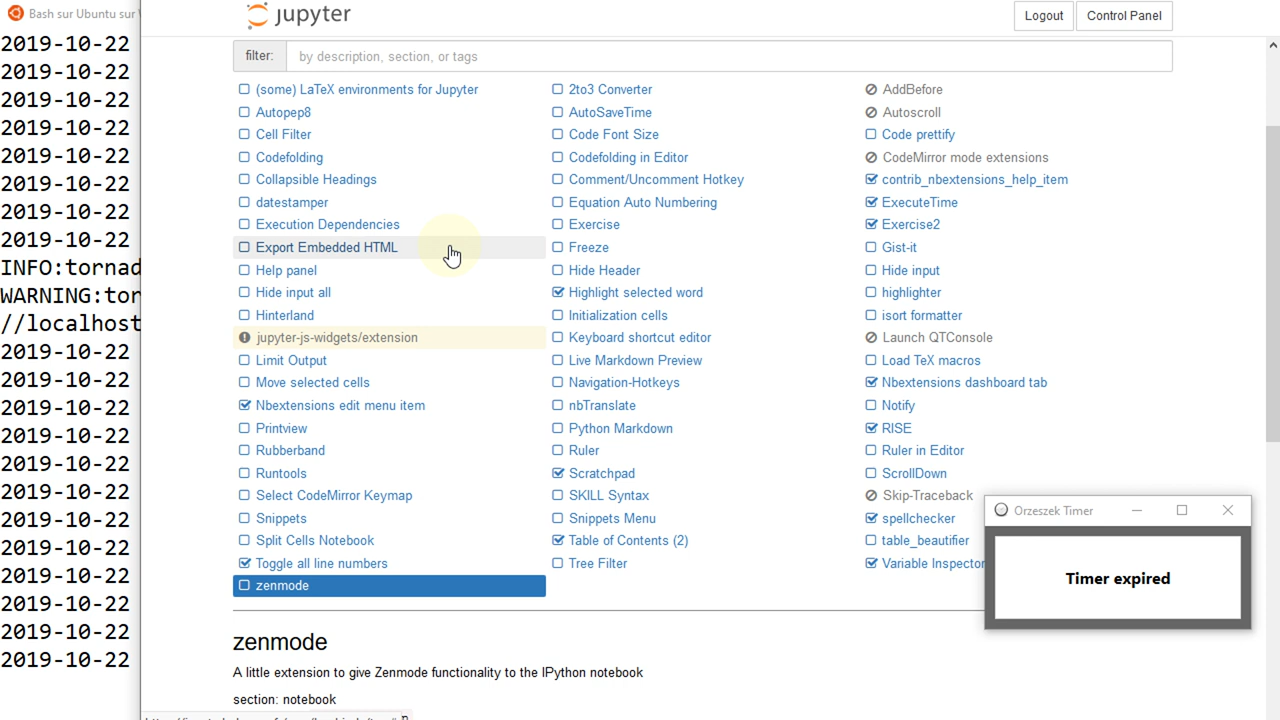 Bash sur Ubuntu sur
jupyter
Logout
Control Panel
filter:
by description, section, or tags
(some) LaTeX environments for Jupyter
2to3 Converter
AddBefore
Autopep8
AutoSaveTime
Autoscroll
Cell Filter
Code Font Size
Code prettify
Codefolding
Codefolding in Editor
CodeMirror mode extensions
Collapsible Headings
Comment/Uncomment Hotkey
contrib_nbextensions_help_item
datestamper
Equation Auto Numbering
ExecuteTime
Execution Dependencies
Exercise
Exercise2
Export Embedded HTML
Freeze
Gist-it
Help panel
Hide Header
Hide input
Hide input all
Highlight selected word
highlighter
Hinterland
Initialization cells
isort formatter
jupyter-js-widgets/extension
Keyboard shortcut editor
Launch QTConsole
Limit Output
Live Markdown Preview
Load TeX macros
Move selected cells
Navigation-Hotkeys
Nbextensions dashboard tab
Nbextensions edit menu item
nbTranslate
Notify
Printview
Python Markdown
RISE
Rubberband
Ruler
Ruler in Editor
Runtools
Scratchpad
ScrollDown
Select CodeMirror Keymap
SKILL Syntax
Skip-Traceback
Snippets
Snippets Menu
spellchecker
Split Cells Notebook
Table of Contents (2)
table_beautifier
Toggle all line numbers
Tree Filter
Variable Inspector
zenmode
zenmode
A little extension to give Zenmode functionality to the IPython notebook
section: notebook
2019-10-22
2019-10-22
2019-10-22
2019-10-22
2019-10-22
2019-10-22
2019-10-22
2019-10-22
INFO:tornad
WARNING:tor
//localhost
2019-10-22
2019-10-22
2019-10-22
2019-10-22
2019-10-22
2019-10-22
2019-10-22
2019-10-22
2019-10-22
2019-10-22
2019-10-22
2019-10-22
Orzeszek Timer
Timer expired